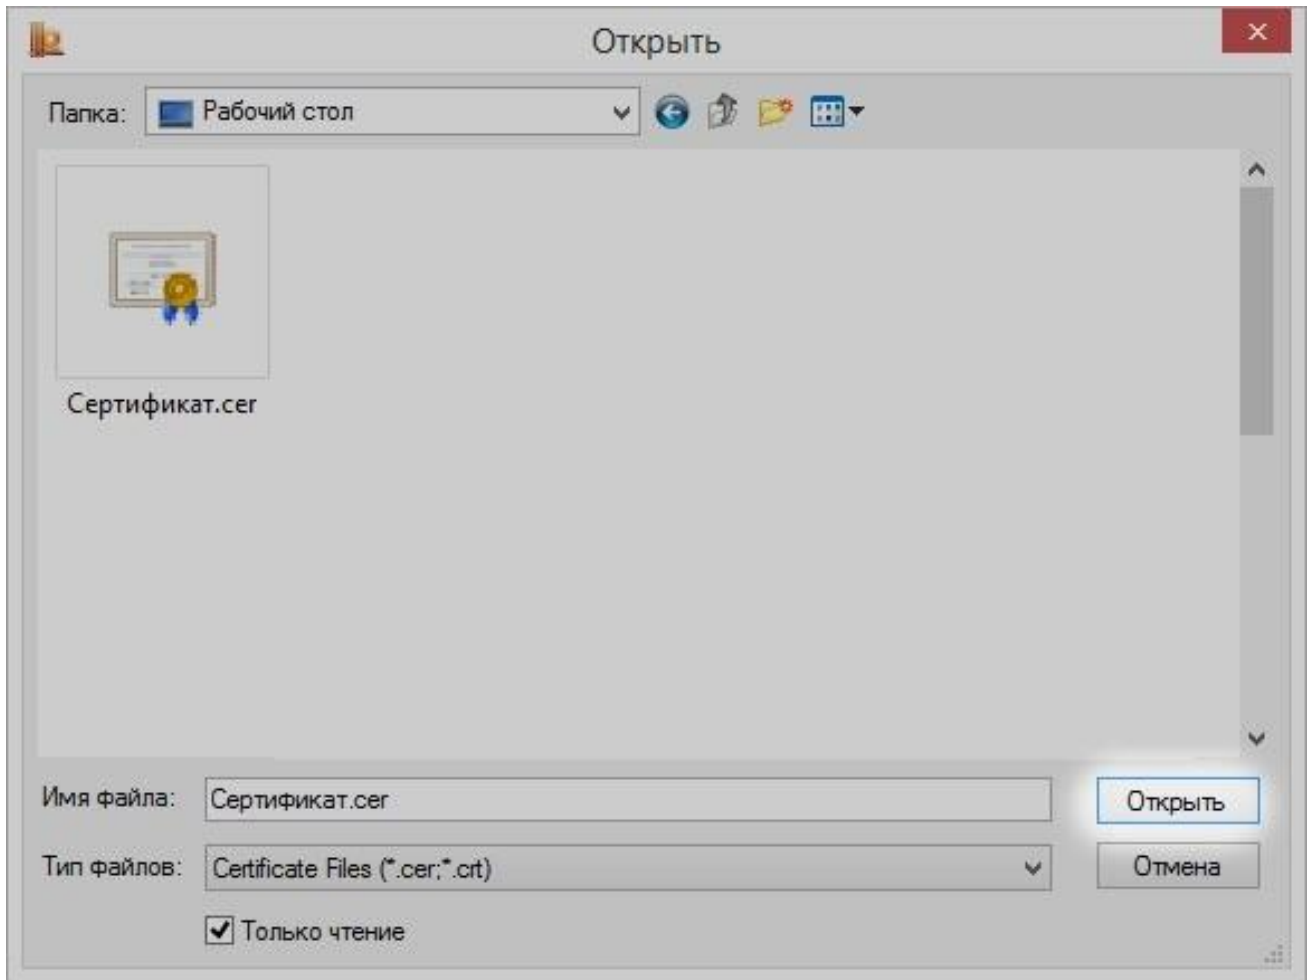 Открыть
Папка: Рабочий стол
Сертификат.cer
Имя файла: Сертификат.cer Открыть
Тип файлов: Certificate Files (*.cer;*.crt) Отмена
Только чтение